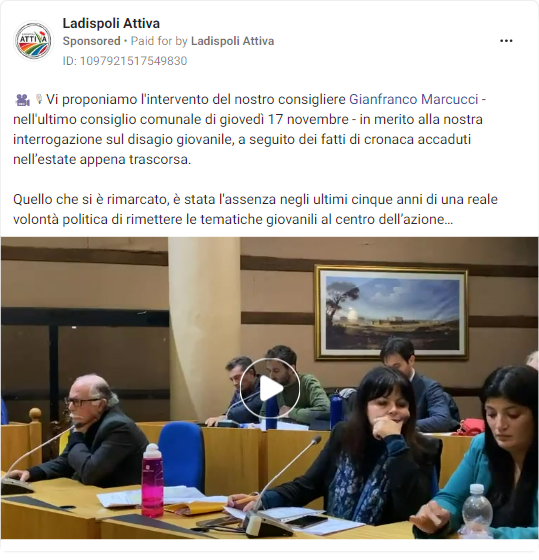 Ladispoli Attiva
Sponsored • Paid for by Ladispoli Attiva
ID: 1097921517549830
ATTIVA
Vi proponiamo l'intervento del nostro consigliere Gianfranco Marcucci -
nell'ultimo consiglio comunale di giovedì 17 novembre - in merito alla nostra
interrogazione sul disagio giovanile, a seguito dei fatti di cronaca accaduti
nell’estate appena trascorsa.
Quello che si è rimarcato, è stata l'assenza negli ultimi cinque anni di una reale
volontà politica di rimettere le tematiche giovanili al centro dell’azione...